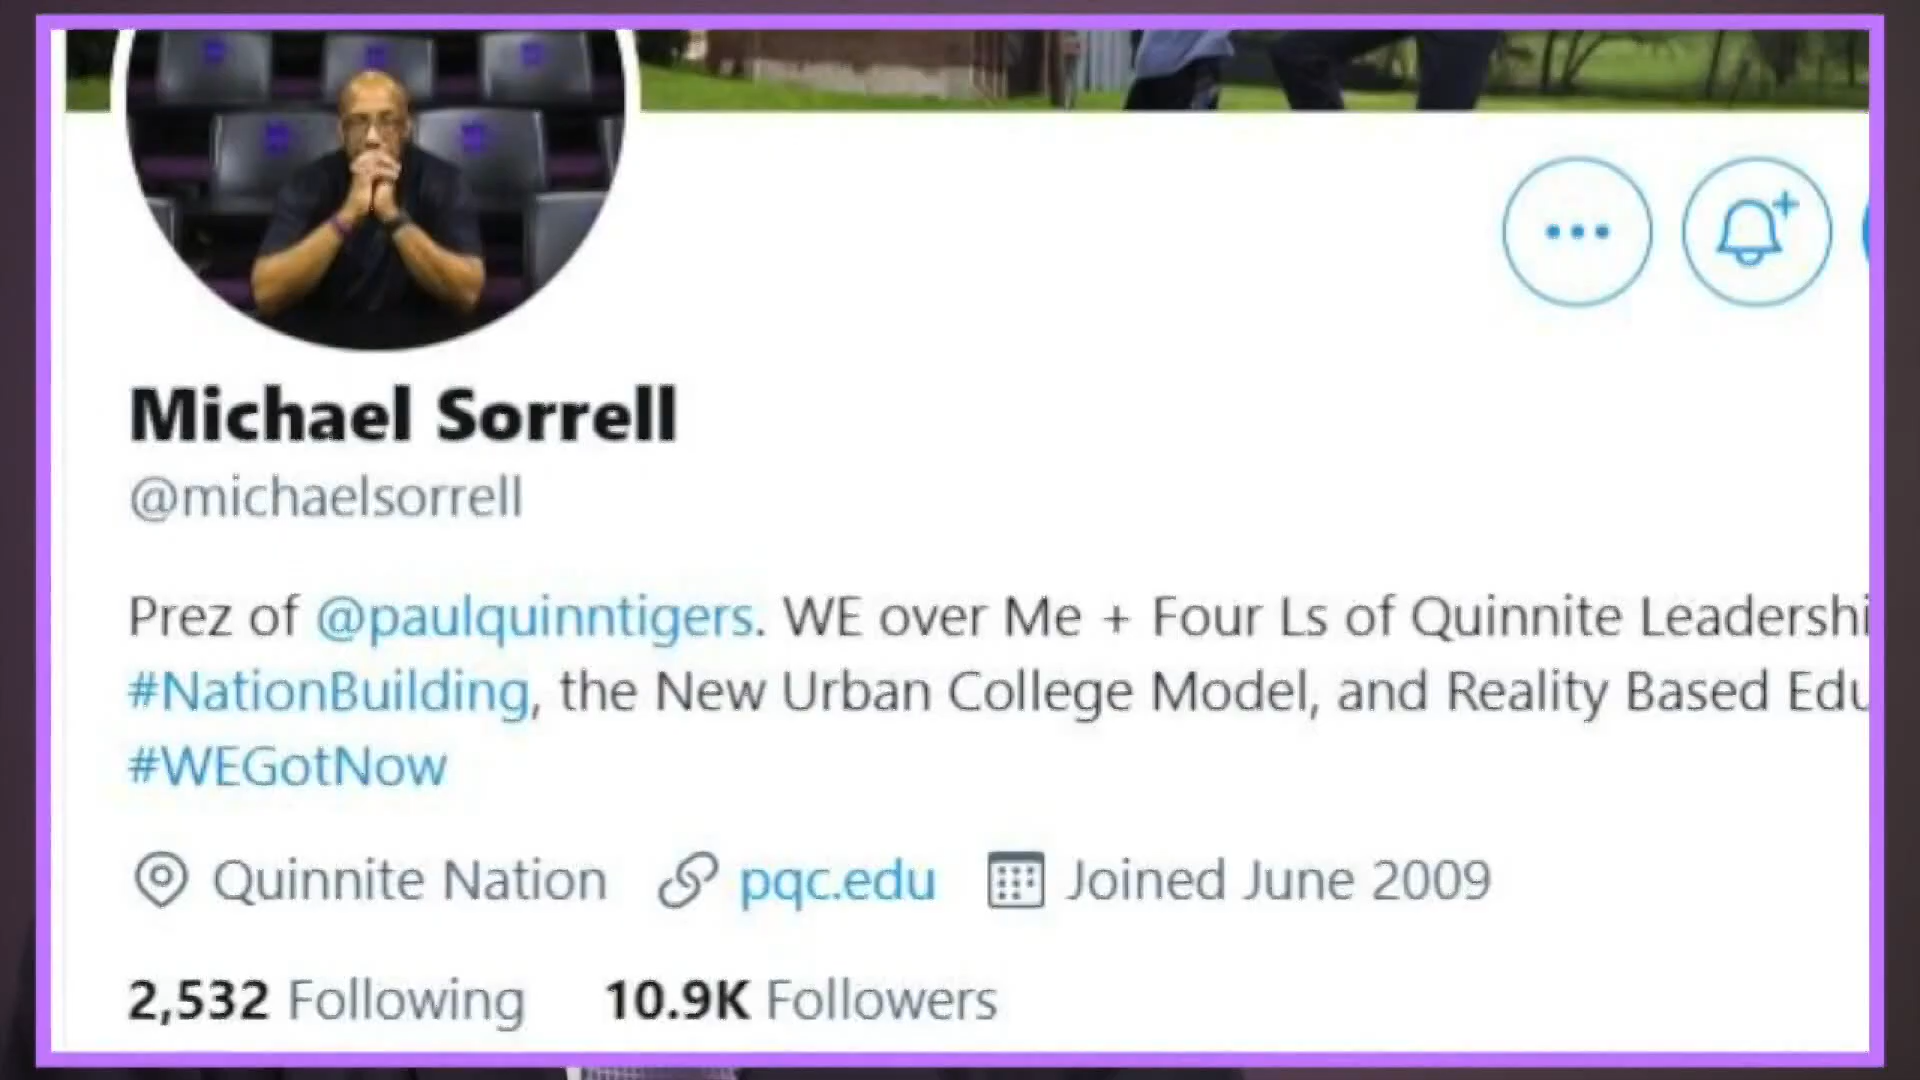 Michael Sorrell
@michaelsorrell
Prez of @paulquinntigers. WE over Me + Four Ls of Quinnite Leadershi
#NationBuilding, the New Urban College Model, and Reality Based Edu
#WEGotNow
Quinnite Nation pqc.edu Joined June 2009
2,532 Following 10.9K Followers